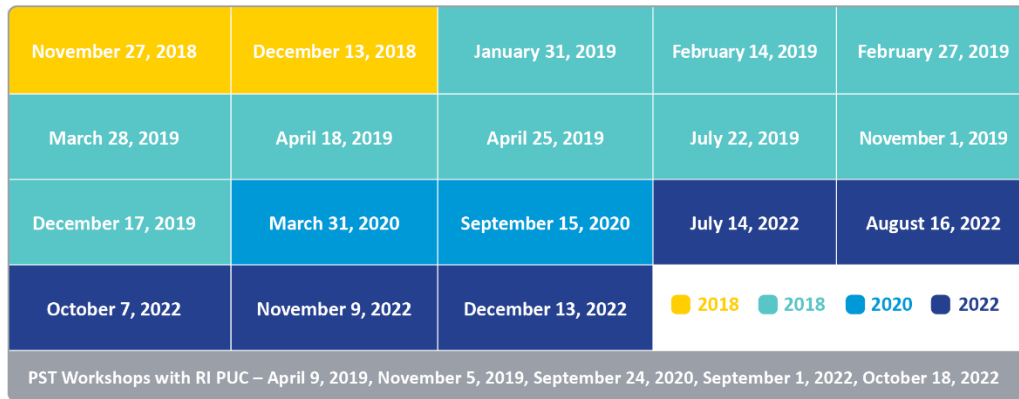 November 27, 2018
December 13, 2018
January 31, 2019
February 14, 2019
February 27, 2019
March 28, 2019
April 18, 2019
April 25, 2019
July 22, 2019
November 1, 2019
December 17, 2019
March 31, 2020
September 15, 2020
July 14, 2022
August 16, 2022
October 7, 2022
November 9, 2022
December 13, 2022
2018
2018
2020
2022
PST Workshops with RI PUC – April 9, 2019, November 5, 2019, September 24, 2020, September 1, 2022, October 18, 2022